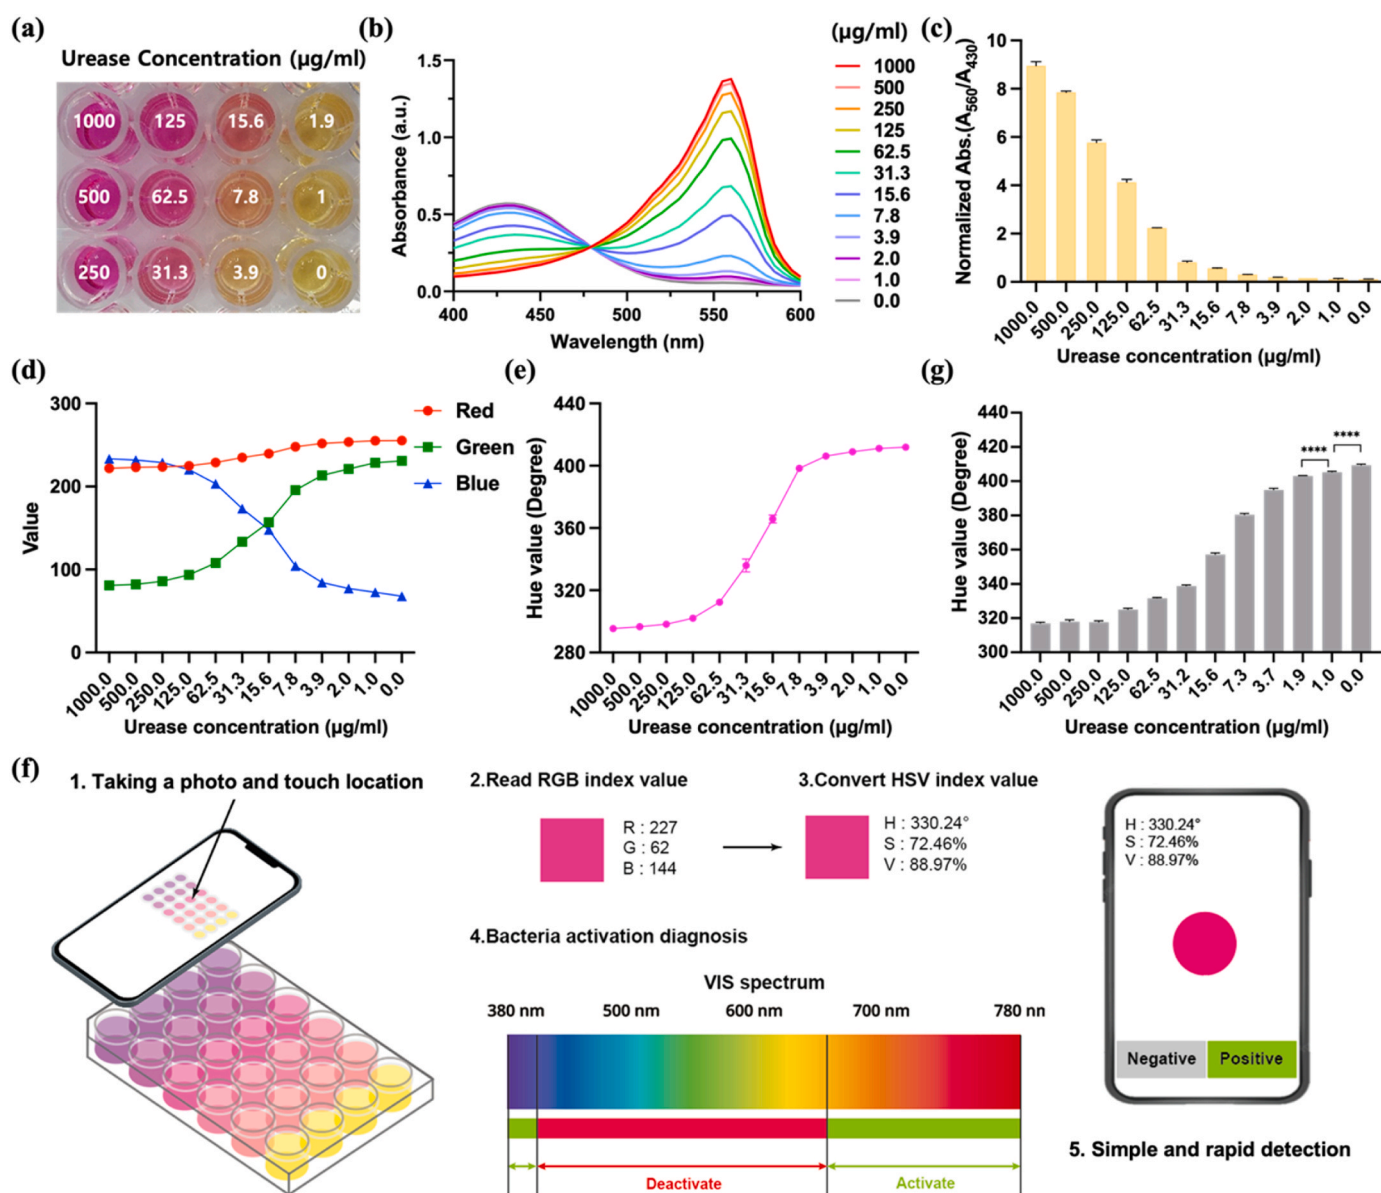 (a)
Urease Concentration (µg/ml)
1000 125 15.6 1.9
500 62.5 7.8 1
250 31.3 3.9 0
(b)
(µg/ml)
1.5
1.0
0.5
0.0
Absorbance (a.u.)
400 450 500 550 600
Wavelength (nm)
1000
500
250
125
62.5
31.3
15.6
7.8
3.9
2.0
1.0
0.0
(c)
10
8
6
4
2
0
Normalized Abs.(A560/A430)
1000.0 500.0 250.0 125.0 62.5 31.3 15.6 7.8 3.9 2.0 1.0 0.0
Urease concentration (µg/ml)
(d)
300
200
100
0
Value
Red
Green
Blue
1000.0 500.0 250.0 125.0 62.5 31.3 15.6 7.8 3.9 2.0 1.0 0.0
Urease concentration (µg/ml)
(e)
440
400
360
320
280
Hue value (Degree)
1000.0 500.0 250.0 125.0 62.5 31.3 15.6 7.8 3.9 2.0 1.0 0.0
Urease concentration (µg/ml)
(g)
440
420
400
380
360
340
320
300
Hue value (Degree)
**** ****
1000.0 500.0 250.0 125.0 62.5 31.2 15.6 7.3 3.7 1.9 1.0 0.0
Urease concentration (µg/ml)
(f)
1. Taking a photo and touch location
2.Read RGB index value
R : 227
G : 62
B : 144
3.Convert HSV index value
H : 330.24°
S : 72.46%
V : 88.97%
4.Bacteria activation diagnosis
VIS spectrum
380 nm 500 nm 600 nm 700 nm 780 nn
Deactivate Activate
H : 330.24°
S : 72.46%
V : 88.97%
Negative Positive
5. Simple and rapid detection